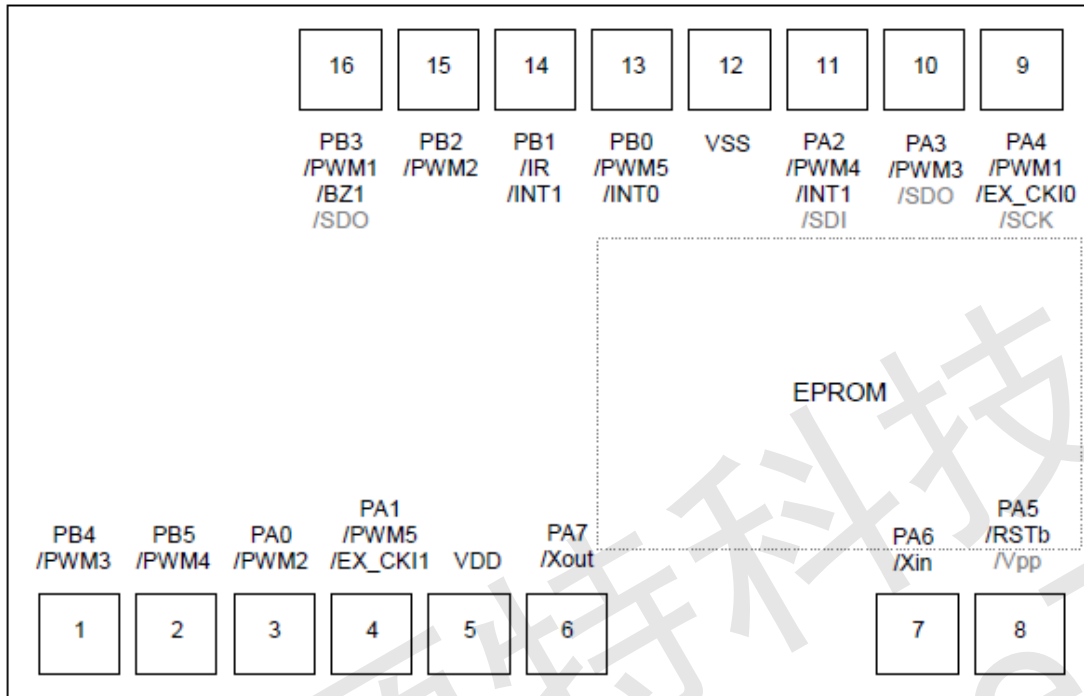 16 15 14 13 12 11 10 9
PB3 PB2 PB1 PB0 VSS PA2 PA3 PA4
/PWM1 /PWM2 /IR /PWM5 /PWM4 /PWM3 /PWM1
/BZ1 /INT1 /INT0 /INT1 /SDO /EX_CKI0
/SDO /SDI /SCK
EPROM
PA1 PA5
PB4 PB5 PA0 /PWM5 PA7 PA6 /RSTb
/PWM3 /PWM4 /PWM2 /EX_CKI1 VDD /Xout /Xin /Vpp
1 2 3 4 5 6 7 8
特科技